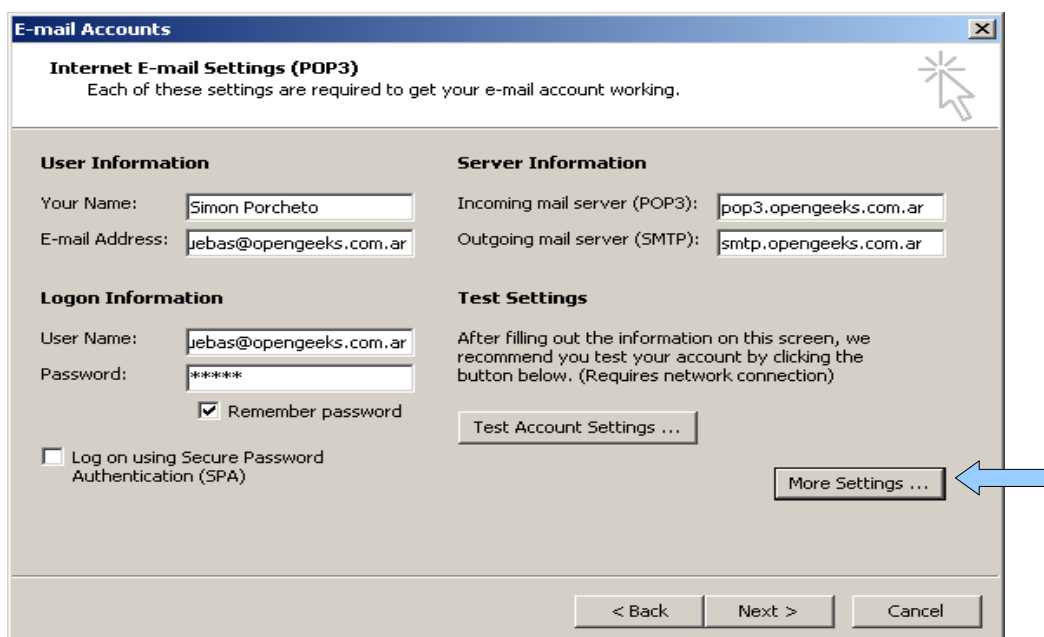 E-mail Accounts
Internet E-mail Settings (POP3)
Each of these settings are required to get your e-mail account working.
User Information
Your Name: Simon Porcheto
E-mail Address: uebas@opengeeks.com.ar
Logon Information
User Name: uebas@opengeeks.com.ar
Password: *****
Remember password
Log on using Secure Password
Authentication (SPA)
Server Information
Incoming mail server (POP3): pop3.opengeeks.com.ar
Outgoing mail server (SMTP): smtp.opengeeks.com.ar
Test Settings
After filling out the information on this screen, we
recommend you test your account by clicking the
button below. (Requires network connection)
Test Account Settings ...
More Settings ...
< Back
Next >
Cancel